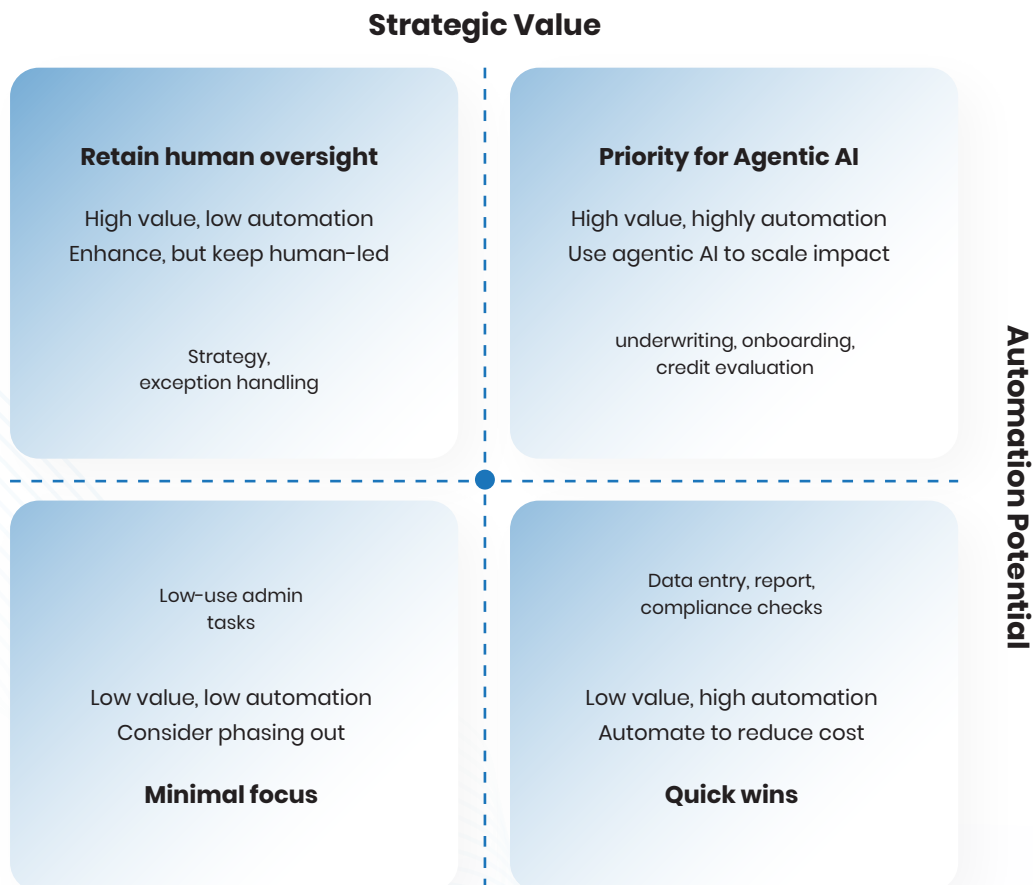 Strategic Value
Retain human oversight
High value, low automation
Enhance, but keep human-led
Strategy,
exception handling
Priority for Agentic AI
High value, highly automation
Use agentic AI to scale impact
underwriting, onboarding,
credit evaluation
Automation Potential
Low-use admin
tasks
Low value, low automation
Consider phasing out
Minimal focus
Data entry, report,
compliance checks
Low value, high automation
Automate to reduce cost
Quick wins